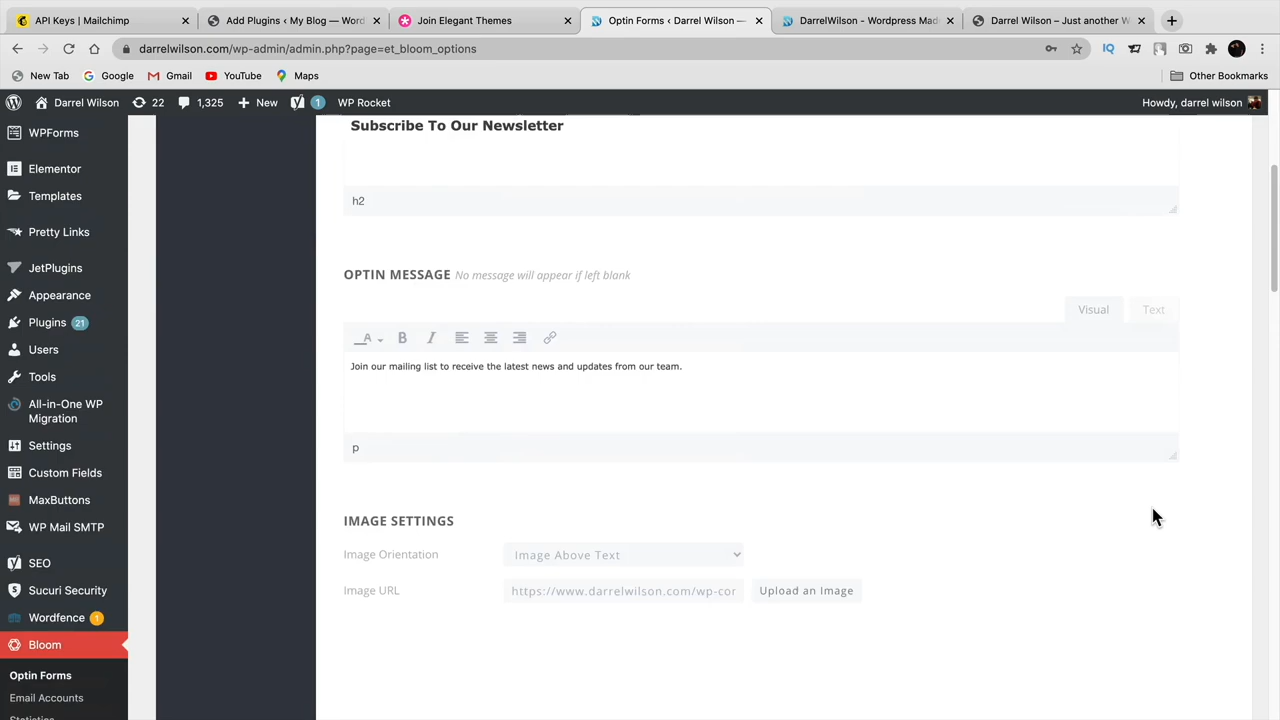 API Keys | Mailchimp
Add Plugins ‹ My Blog — Word
Join Elegant Themes
Optin Forms ‹ Darrel Wilson —
DarrelWilson - Wordpress Mad
Darrel Wilson – Just another W
darrelwilson.com/wp-admin/admin.php?page=et_bloom_options
New Tab
Google
Gmail
YouTube
Maps
Other Bookmarks
Darrel Wilson
22
1,325
New
1
WP Rocket
Howdy, darrel wilson
WPForms
Elementor
Templates
Pretty Links
JetPlugins
Appearance
Plugins 21
Users
Tools
All-in-One WP
Migration
Settings
Custom Fields
MaxButtons
WP Mail SMTP
SEO
Sucuri Security
Wordfence 1
Bloom
Optin Forms
Email Accounts
Statistics
Subscribe To Our Newsletter
h2
OPTIN MESSAGE No message will appear if left blank
Visual
Text
A B I
Join our mailing list to receive the latest news and updates from our team.
p
IMAGE SETTINGS
Image Orientation
Image Above Text
Image URL
https://www.darrelwilson.com/wp-cor
Upload an Image